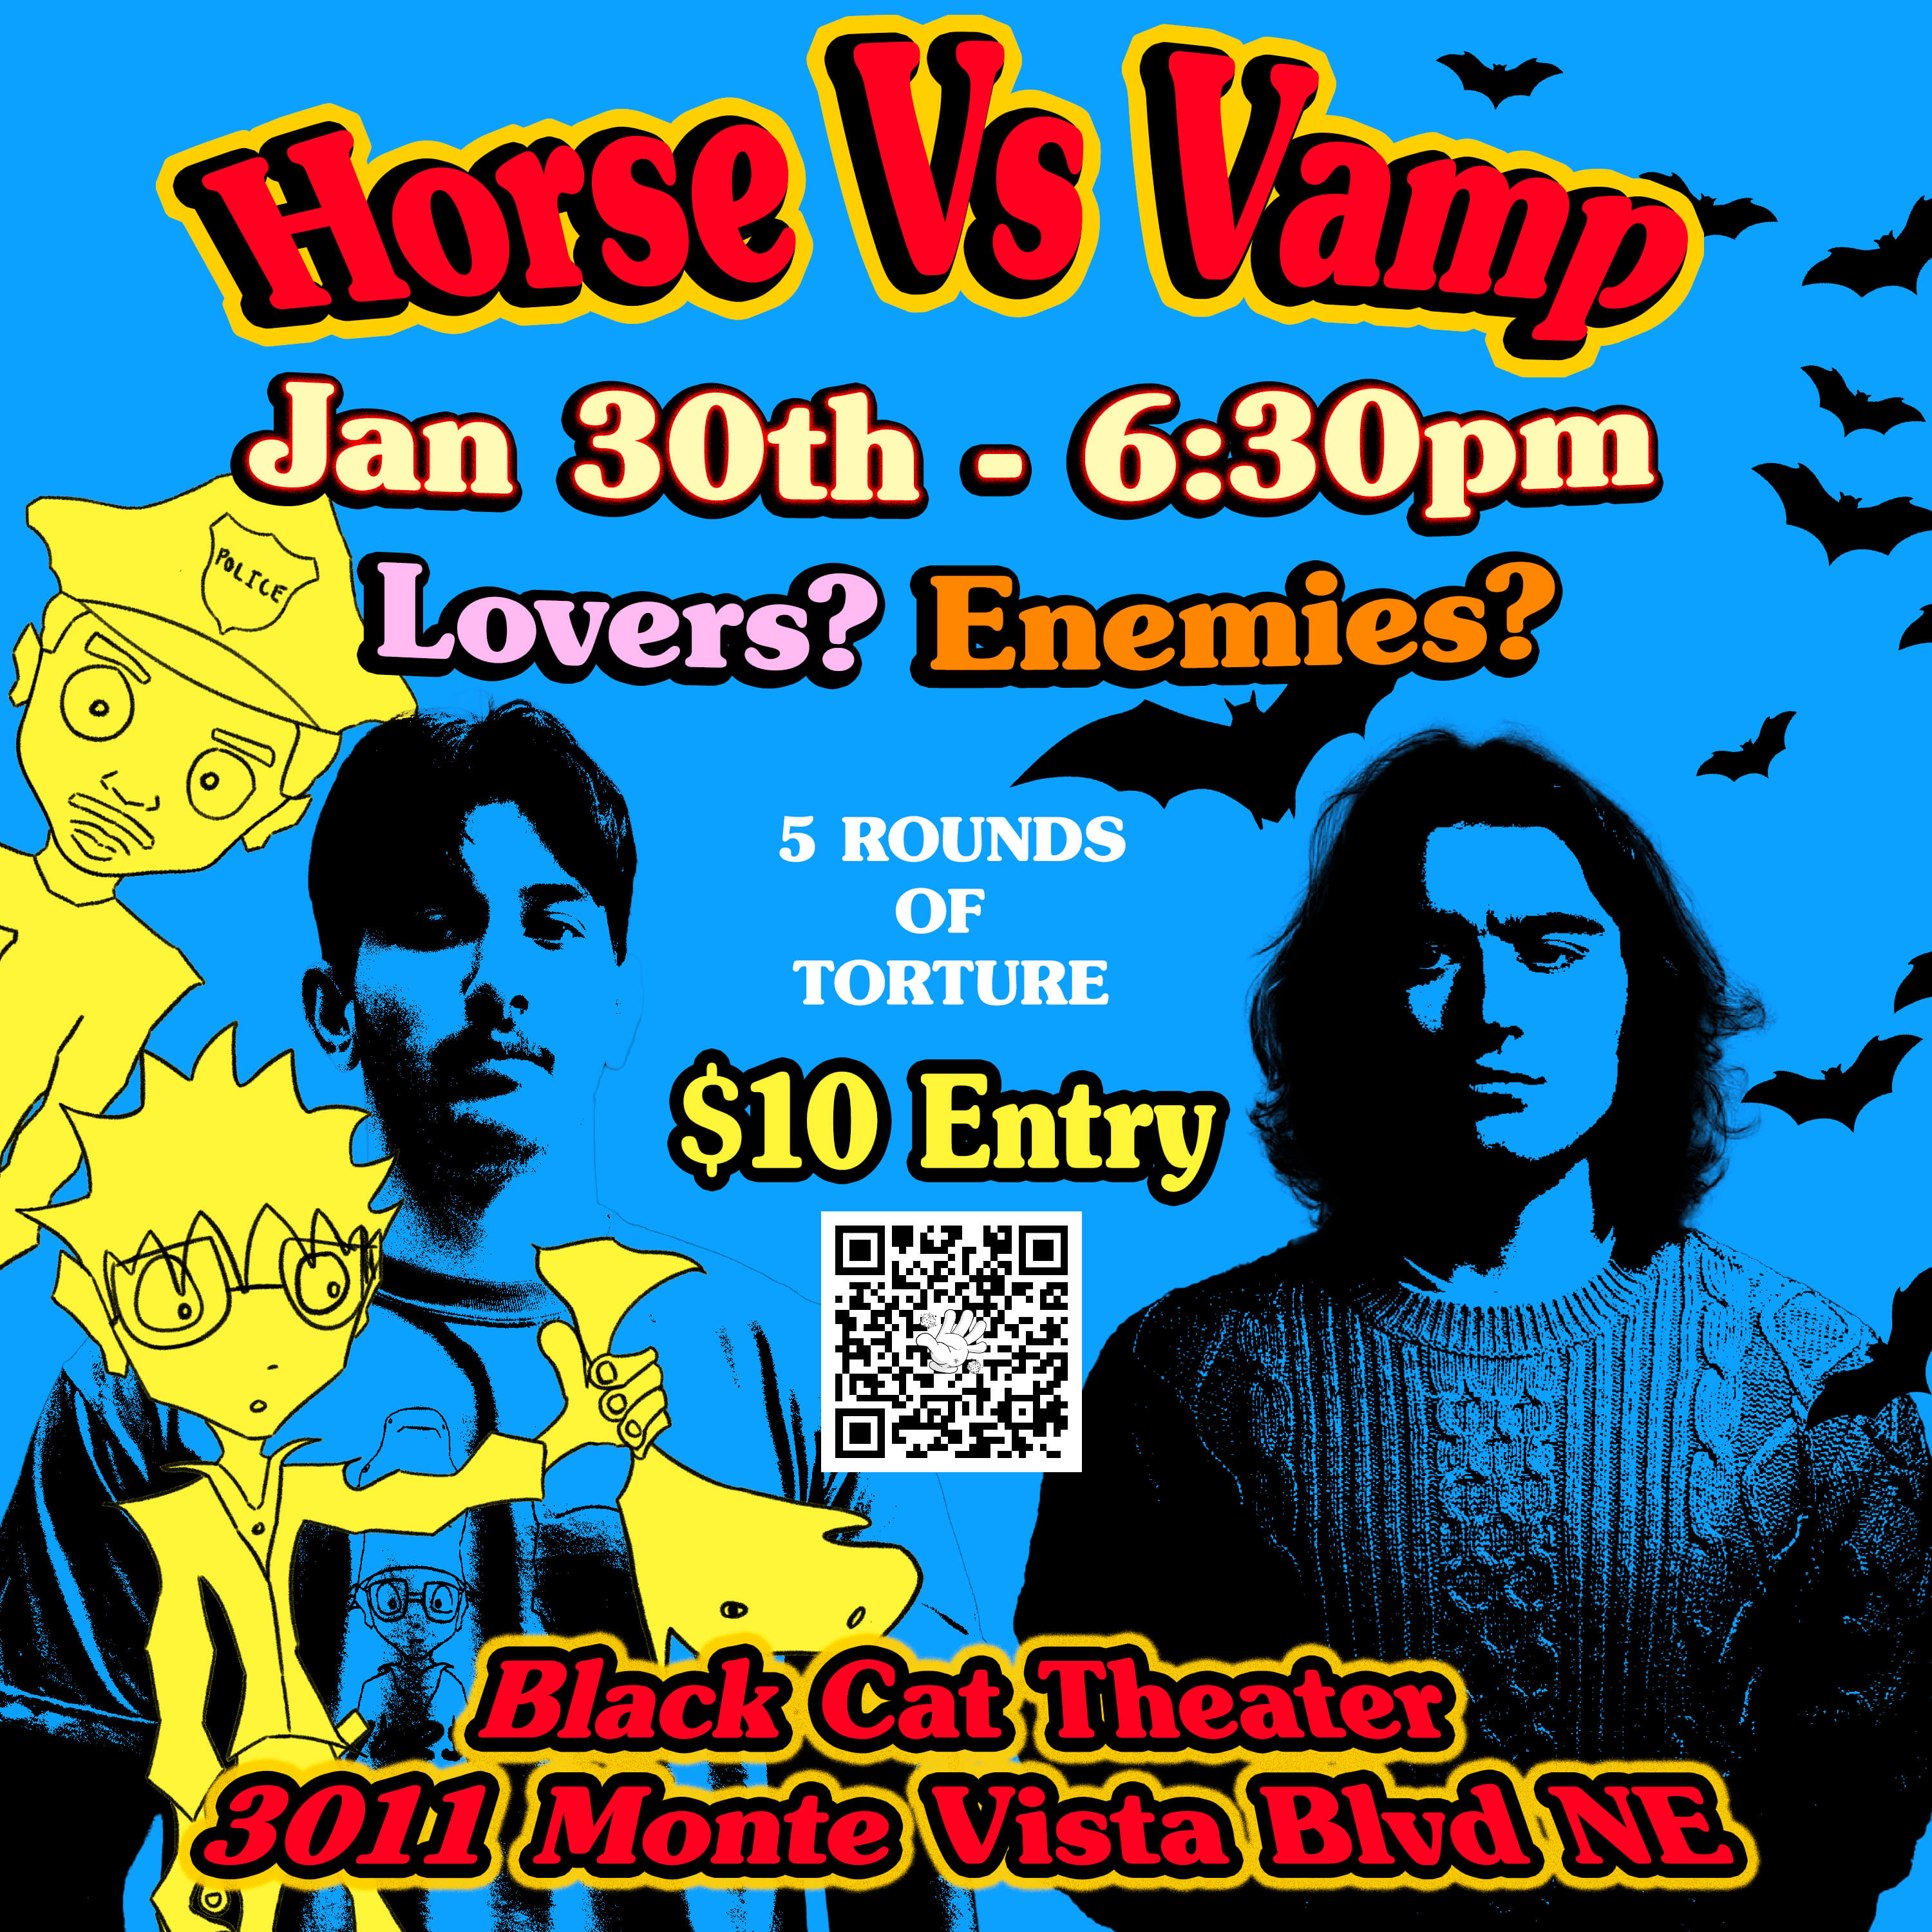 Horse Vs Vamp
Jan 30th - 6:30pm
POLICE
Lovers? Enemies?
5 ROUNDS
OF
TORTURE
$10 Entry
Black Cat Theater
3011 Monte Vista Blvd NE